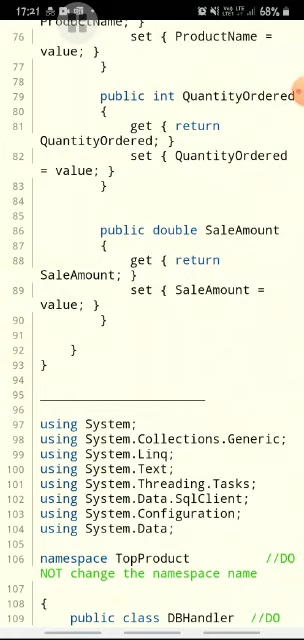 17:21 VoD LTE LTE1 68%
ProductName; }
76 set { ProductName =
value; }
77 }
78
79 public int QuantityOrdered
80 {
81 get { return
QuantityOrdered; }
82 set { QuantityOrdered
= value; }
83 }
84
85
86 public double SaleAmount
87 {
88 get { return
SaleAmount; }
89 set { SaleAmount =
value; }
90 }
91
92 }
93 }
94
95 ______________________
96
97 using System;
98 using System.Collections.Generic;
99 using System.Linq;
100 using System.Text;
101 using System.Threading.Tasks;
102 using System.Data.SqlClient;
103 using System.Configuration;
104 using System.Data;
105
106 namespace TopProduct //DO
NOT change the namespace name
107
108 {
109 public class DBHandler //DO